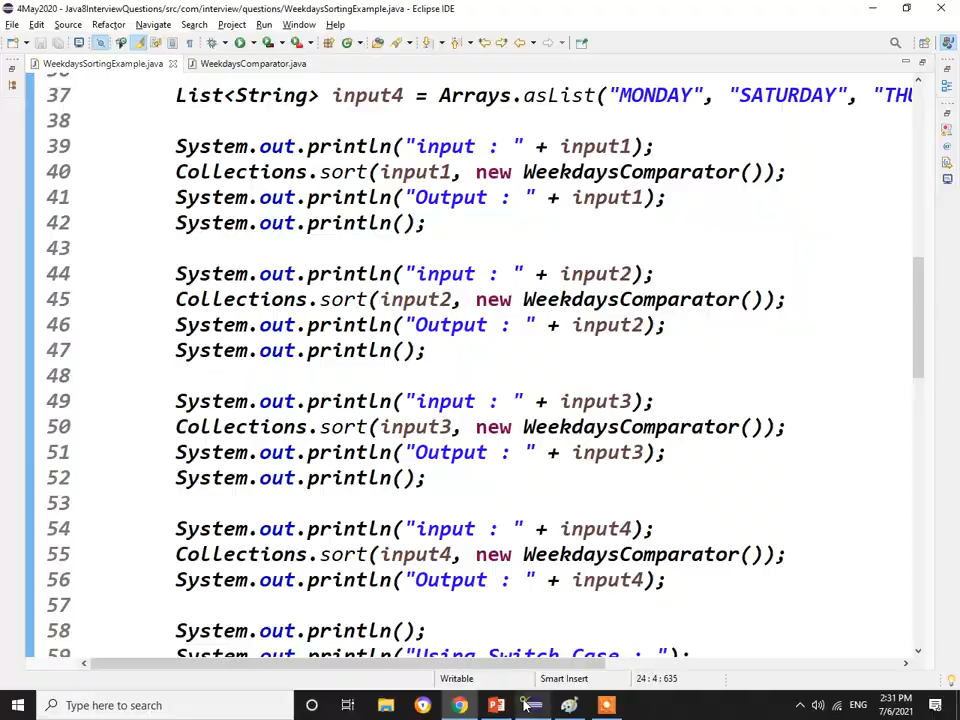 4May2020 - Java8InterviewQuestions/src/com/interview/questions/WeekdaysSortingExample.java - Eclipse IDE
File Edit Source Refactor Navigate Search Project Run Window Help
WeekdaysSortingExample.java WeekdaysComparator.java
37 List<String> input4 = Arrays.asList("MONDAY", "SATURDAY", "THU
38
39 System.out.println("input : " + input1);
40 Collections.sort(input1, new WeekdaysComparator());
41 System.out.println("Output : " + input1);
42 System.out.println();
43
44 System.out.println("input : " + input2);
45 Collections.sort(input2, new WeekdaysComparator());
46 System.out.println("Output : " + input2);
47 System.out.println();
48
49 System.out.println("input : " + input3);
50 Collections.sort(input3, new WeekdaysComparator());
51 System.out.println("Output : " + input3);
52 System.out.println();
53
54 System.out.println("input : " + input4);
55 Collections.sort(input4, new WeekdaysComparator());
56 System.out.println("Output : " + input4);
57
58 System.out.println();
59 System.out.println("Using Switch Case : ");
Writable Smart Insert 24 : 4 : 635
Type here to search ENG 2:31 PM
7/6/2021